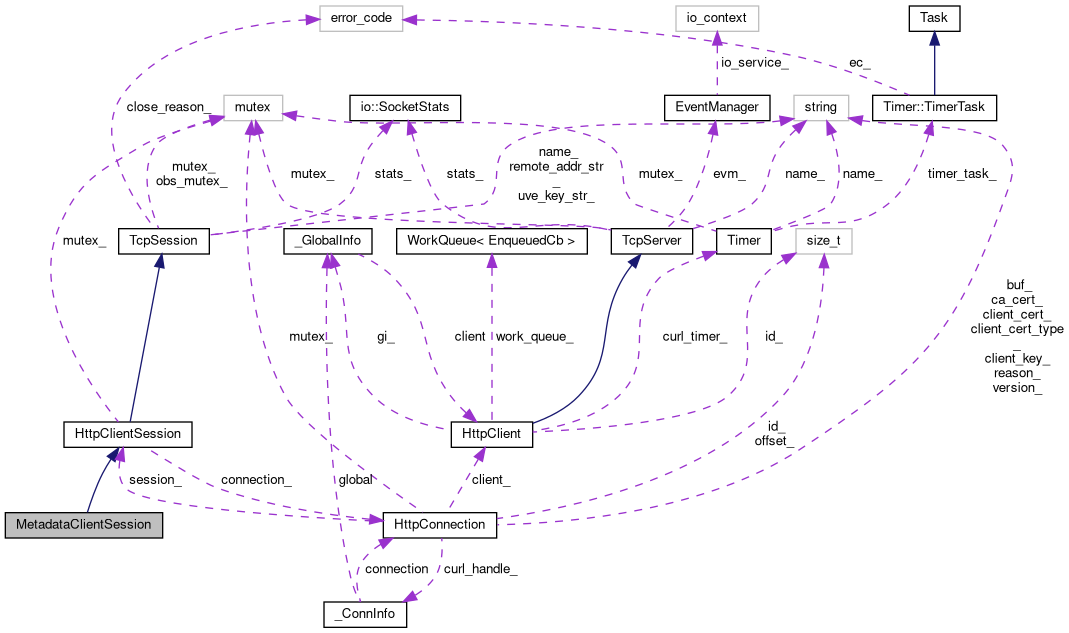 error_code
io_context
Task
io_service_
ec_
close_reason_
mutex
io::SocketStats
EventManager
string
Timer::TimerTask
mutex_
obs_mutex_
mutex_
stats_
stats_
name_
remote_addr_str
_
uve_key_str_
mutex_
evm_
name_
name_
timer_task_
mutex_
TcpSession
_GlobalInfo
WorkQueue< EnqueuedCb >
TcpServer
Timer
size_t
buf_
ca_cert_
client_cert_
client_cert_type
_
client_key_
reason_
version_
mutex_
gi_
client
work_queue_
curl_timer_
id_
HttpClientSession
HttpClient
id_
offset_
session_
connection_
global
client_
MetadataClientSession
HttpConnection
connection
curl_handle_
_ConnInfo